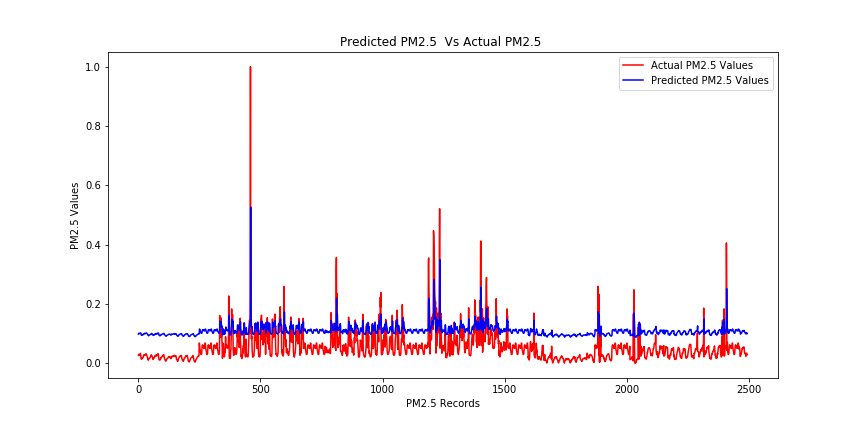 Predicted PM2.5  Vs Actual PM2.5
Actual PM2.5 Values
Predicted PM2.5 Values
1.0
0.8
0.6
0.4
0.2
0.0
PM2.5 Values
0
500
1000
1500
2000
2500
PM2.5 Records